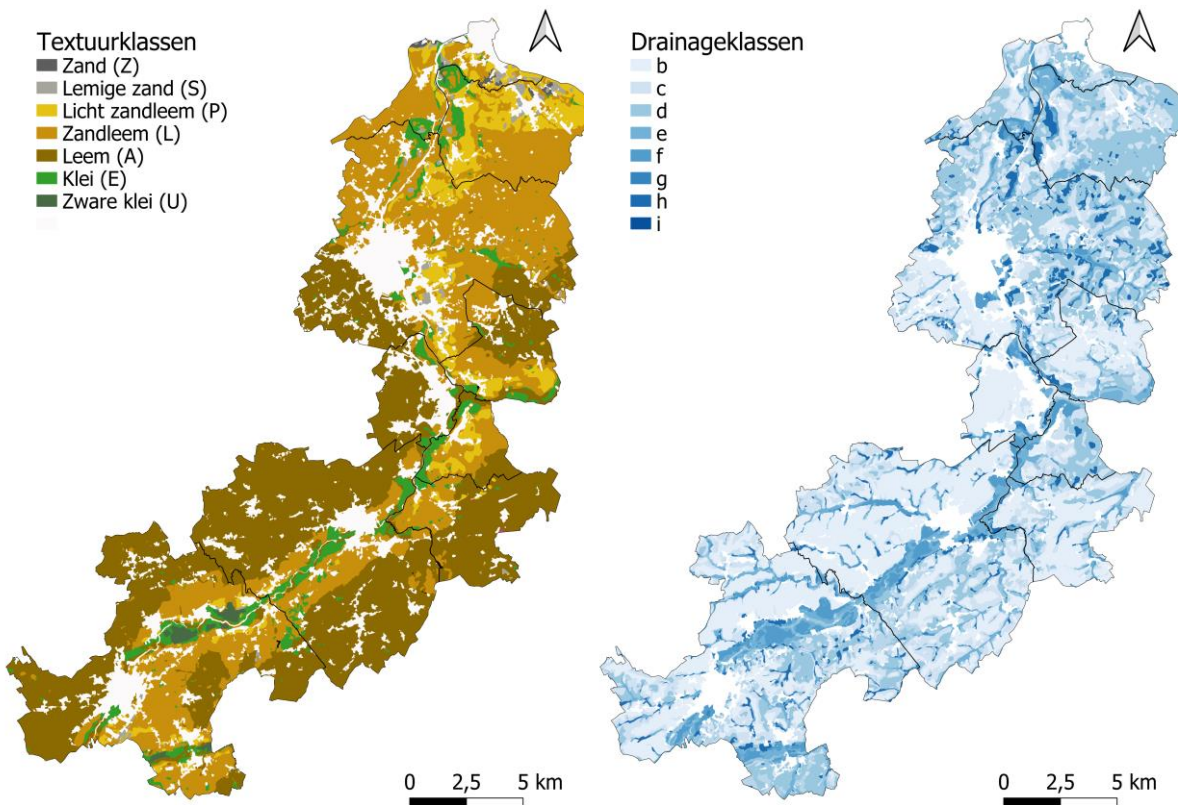 Textuurklassen
Zand (Z)
Lemige zand (S)
Licht zandleem (P)
Zandleem (L)
Leem (A)
Klei (E)
Zware klei (U)
0 2,5 5 km
Drainageklassen
b
c
d
e
f
g
h
i
0 2,5 5 km